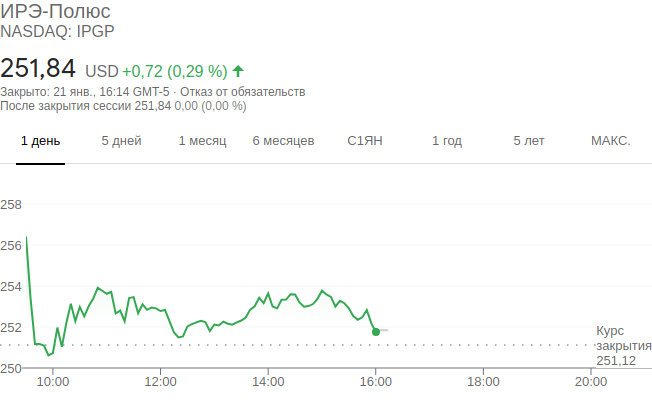 ИРЭ-Полюс
NASDAQ: IPGP
251,84 USD +0,72 (0,29 %)
Закрыто: 21 янв., 16:14 GMT-5 · Отказ от обязательств
После закрытия сессии 251,84 0,00 (0,00 %)
1 день 5 дней 1 месяц 6 месяцев С1ЯН 1 год 5 лет МАКС.
258
256
254
252
250
Курс
закрытия
251,12
10:00 12:00 14:00 16:00 18:00 20:00